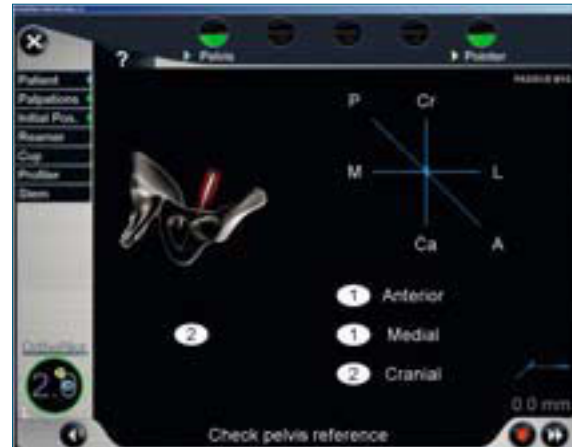 ?
Pelvis
Pointer
Patient
Palpations
Initial Pos.
Reamer
Cup
Profiler
Stem
P
Cr
M
L
Ca
A
1 Anterior
2
1 Medial
2 Cranial
OrthoPilot
0.0 mm
Check pelvis reference